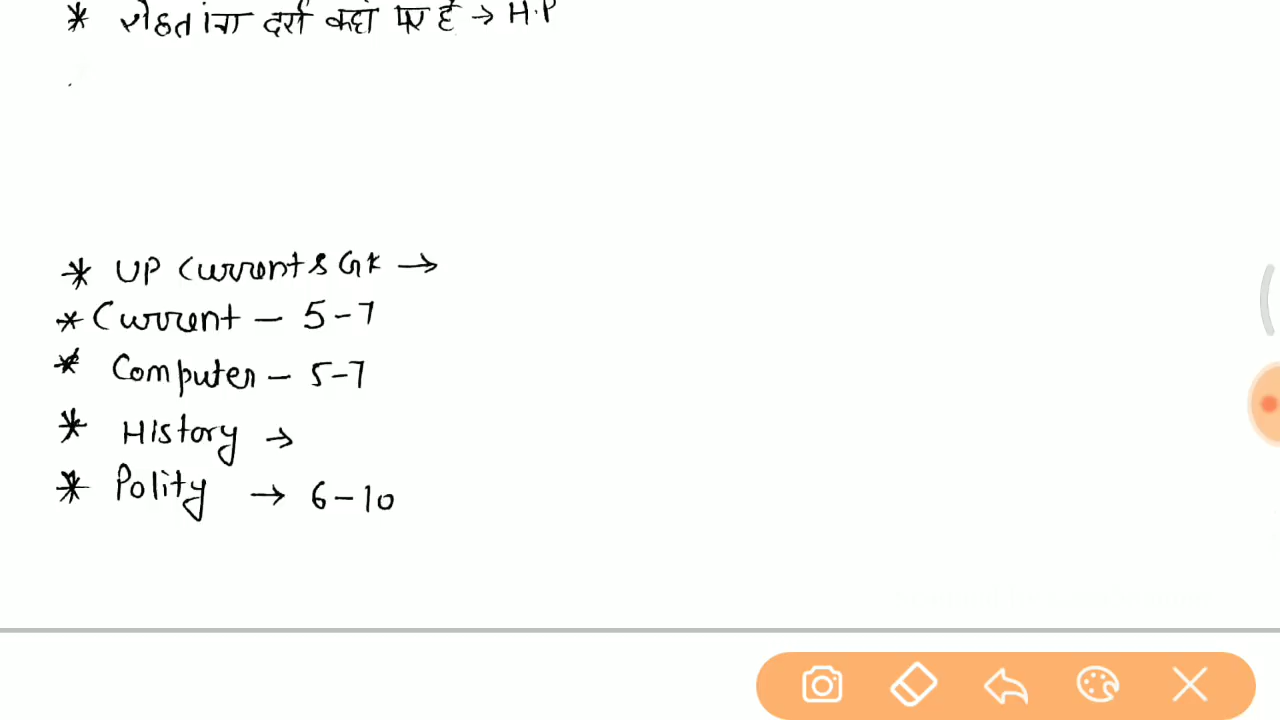 * रोहतांग दर्रा कहाँ पर है → H.P
* UP Current & GK →
* Current – 5-7
* Computer – 5-7
* History →
* Polity → 6-10